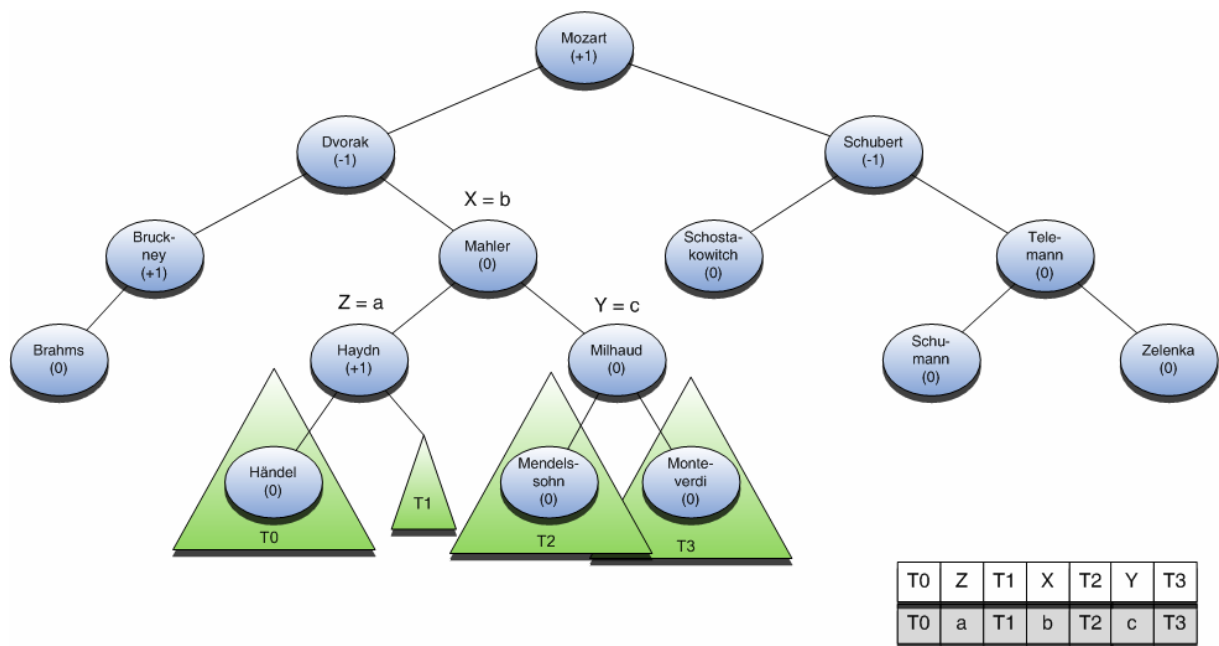 Mozart
(+1)
Dvorak
(-1)
Schubert
(-1)
X = b
Bruck-
ney
(+1)
Mahler
(0)
Schosta-
kowitch
(0)
Tele-
mann
(0)
Z = a
Y = c
Brahms
(0)
Haydn
(+1)
Milhaud
(0)
Schu-
mann
(0)
Zelenka
(0)
Händel
(0)
T0
T1
Mendels-
sohn
(0)
T2
Monte-
verdi
(0)
T3
T0 Z T1 X T2 Y T3
T0 a T1 b T2 c T3